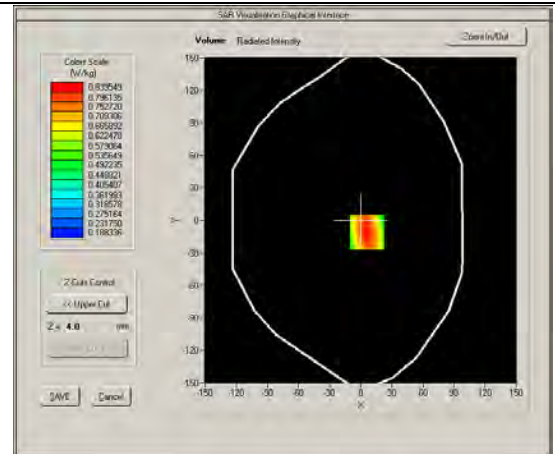 SAR Visualisation Graphical Interface
Volume Radiated Intensity
Zoom In/Out
Colors Scale
(W/kg)
0.839549
0.796135
0.752720
0.709306
0.665892
0.622478
0.579064
0.535649
0.492235
0.448821
0.405407
0.361993
0.318578
0.275164
0.231750
0.188336
150
120
90
60
30
0
-30
-60
-90
-120
-150
Y
-150 -120 -90 -60 -30 0 30 60 90 120 150
X
Z Cuts Control
<< Upper Cut
Z = 4.0 mm
SAVE
Cancel